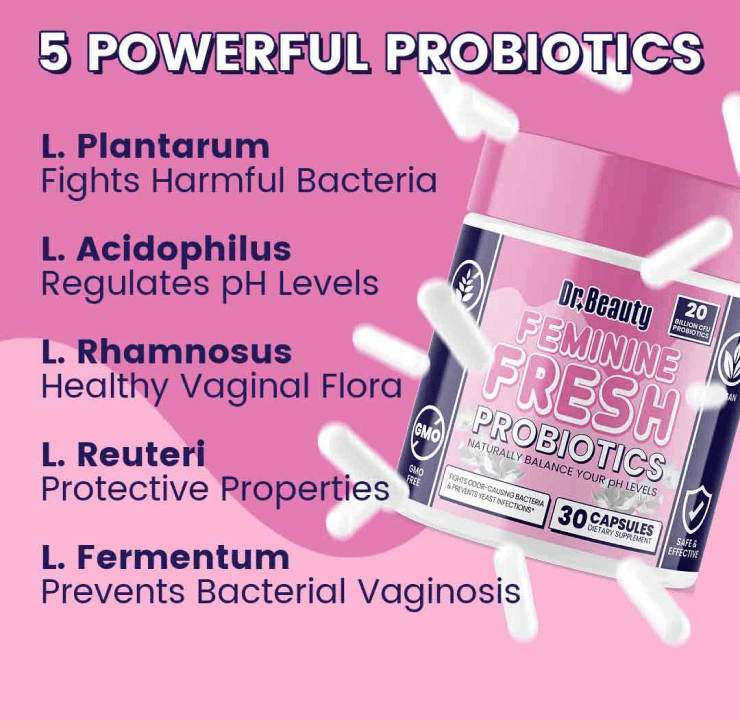 5 POWERFUL PROBIOTICS
L. Plantarum
Fights Harmful Bacteria
L. Acidophilus
Regulates pH Levels
L. Rhamnosus
Healthy Vaginal Flora
L. Reuteri
Protective Properties
L. Fermentum
Prevents Bacterial Vaginosis
Dr. Beauty
20
BILLION CFU
PROBIOTICS
FEMININE
FRESH
PROBIOTICS
NATURALLY BALANCE YOUR pH LEVELS
GMO
GMO
FREE
FIGHTS ODOR-CAUSING BACTERIA
& PREVENTS YEAST INFECTIONS*
30 CAPSULES
DIETARY SUPPLEMENT
SAFE &
EFFECTIVE